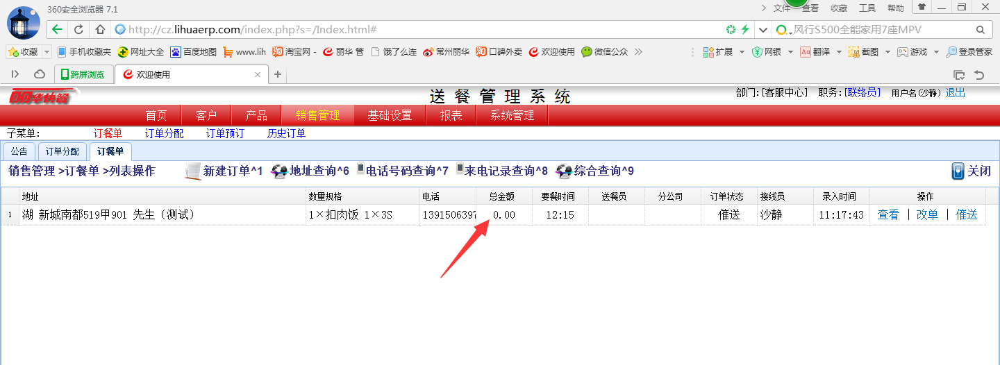 360安全浏览器 7.1
文件 查看 收藏 工具 帮助
http://cz.lihuaerp.com/index.php?s=/Index.html#
风行S500全能家用7座MPV
收藏 手机收藏夹 网址大全 百度地图 www.lih 淘宝网 - 丽华 管 饿了么连 常州丽华 口碑外卖 欢迎使用 微信公众 扩展 网银 Aa 翻译 截图 游戏 登录管家
跨屏浏览 欢迎使用
丽华快餐
送餐管理系统
部门:[客服中心] 职务:[联络员] 用户名(沙静) 退出
首页 客户 产品 销售管理 基础设置 报表 系统管理
子菜单: 订餐单 订单分配 订单预订 历史订单
公告 订单分配 订餐单
销售管理 >订餐单 >列表操作 新建订单^1 地址查询^6 电话号码查询^7 来电记录查询^8 综合查询^9 关闭
地址 数量规格 电话 总金额 要餐时间 送餐员 分公司 订单状态 接线员 录入时间 操作
1 湖 新城南都519甲901 先生（测试） 1×扣肉饭 1×3S 1391506397 0.00 12:15 催送 沙静 11:17:43 查看 | 改单 | 催送